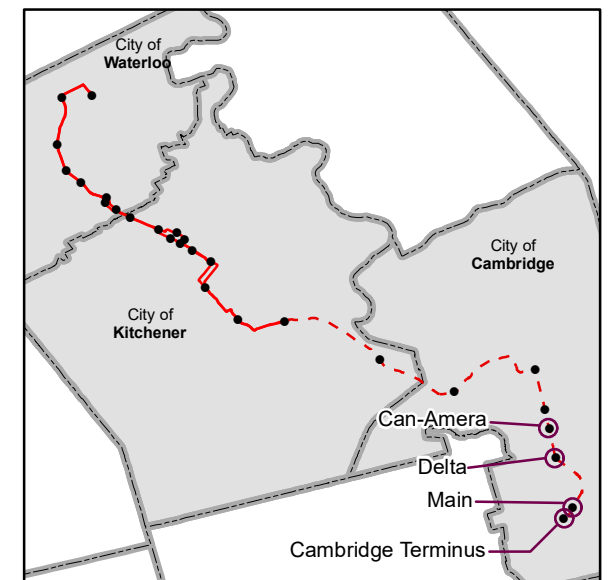 City of
Waterloo
City of
Cambridge
City of
Kitchener
Can-Amera
Delta
Main
Cambridge Terminus